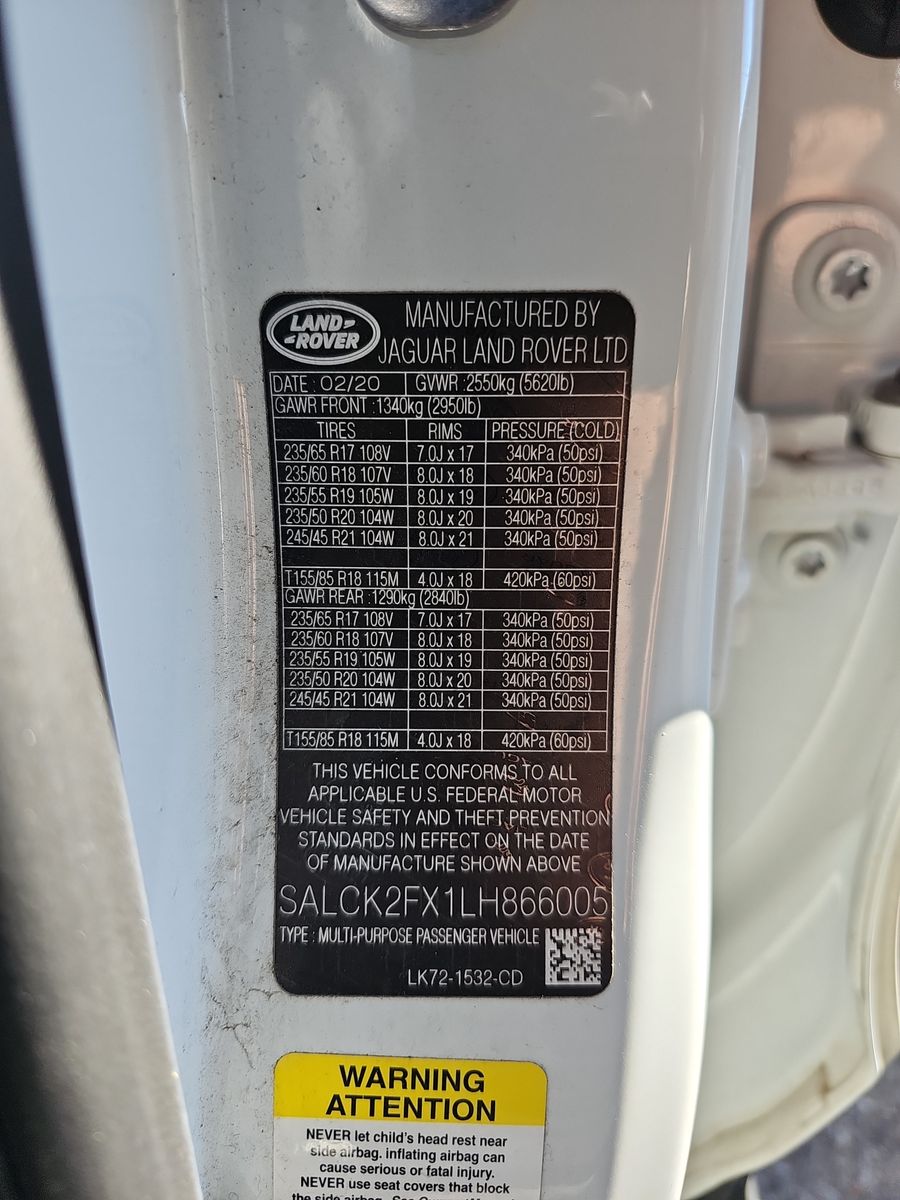 LAND-
-ROVER
MANUFACTURED BY
JAGUAR LAND ROVER LTD
DATE : 02/20 GVWR : 2550kg (5620lb)
GAWR FRONT : 1340kg (2950lb)
TIRES RIMS PRESSURE (COLD)
235/65 R17 108V 7.0J x 17 340kPa (50psi)
235/60 R18 107V 8.0J x 18 340kPa (50psi)
235/55 R19 105W 8.0J x 19 340kPa (50psi)
235/50 R20 104W 8.0J x 20 340kPa (50psi)
245/45 R21 104W 8.0J x 21 340kPa (50psi)
T155/85 R18 115M 4.0J x 18 420kPa (60psi)
GAWR REAR : 1290kg (2840lb)
235/65 R17 108V 7.0J x 17 340kPa (50psi)
235/60 R18 107V 8.0J x 18 340kPa (50psi)
235/55 R19 105W 8.0J x 19 340kPa (50psi)
235/50 R20 104W 8.0J x 20 340kPa (50psi)
245/45 R21 104W 8.0J x 21 340kPa (50psi)
T155/85 R18 115M 4.0J x 18 420kPa (60psi)
THIS VEHICLE CONFORMS TO ALL
APPLICABLE U.S. FEDERAL MOTOR
VEHICLE SAFETY AND THEFT PREVENTION
STANDARDS IN EFFECT ON THE DATE
OF MANUFACTURE SHOWN ABOVE
SALCK2FX1LH866005
TYPE : MULTI-PURPOSE PASSENGER VEHICLE
LK72-1532-CD
WARNING
ATTENTION
NEVER let child's head rest near
side airbag. inflating airbag can
cause serious or fatal injury.
NEVER use seat covers that block
the side airbag. See